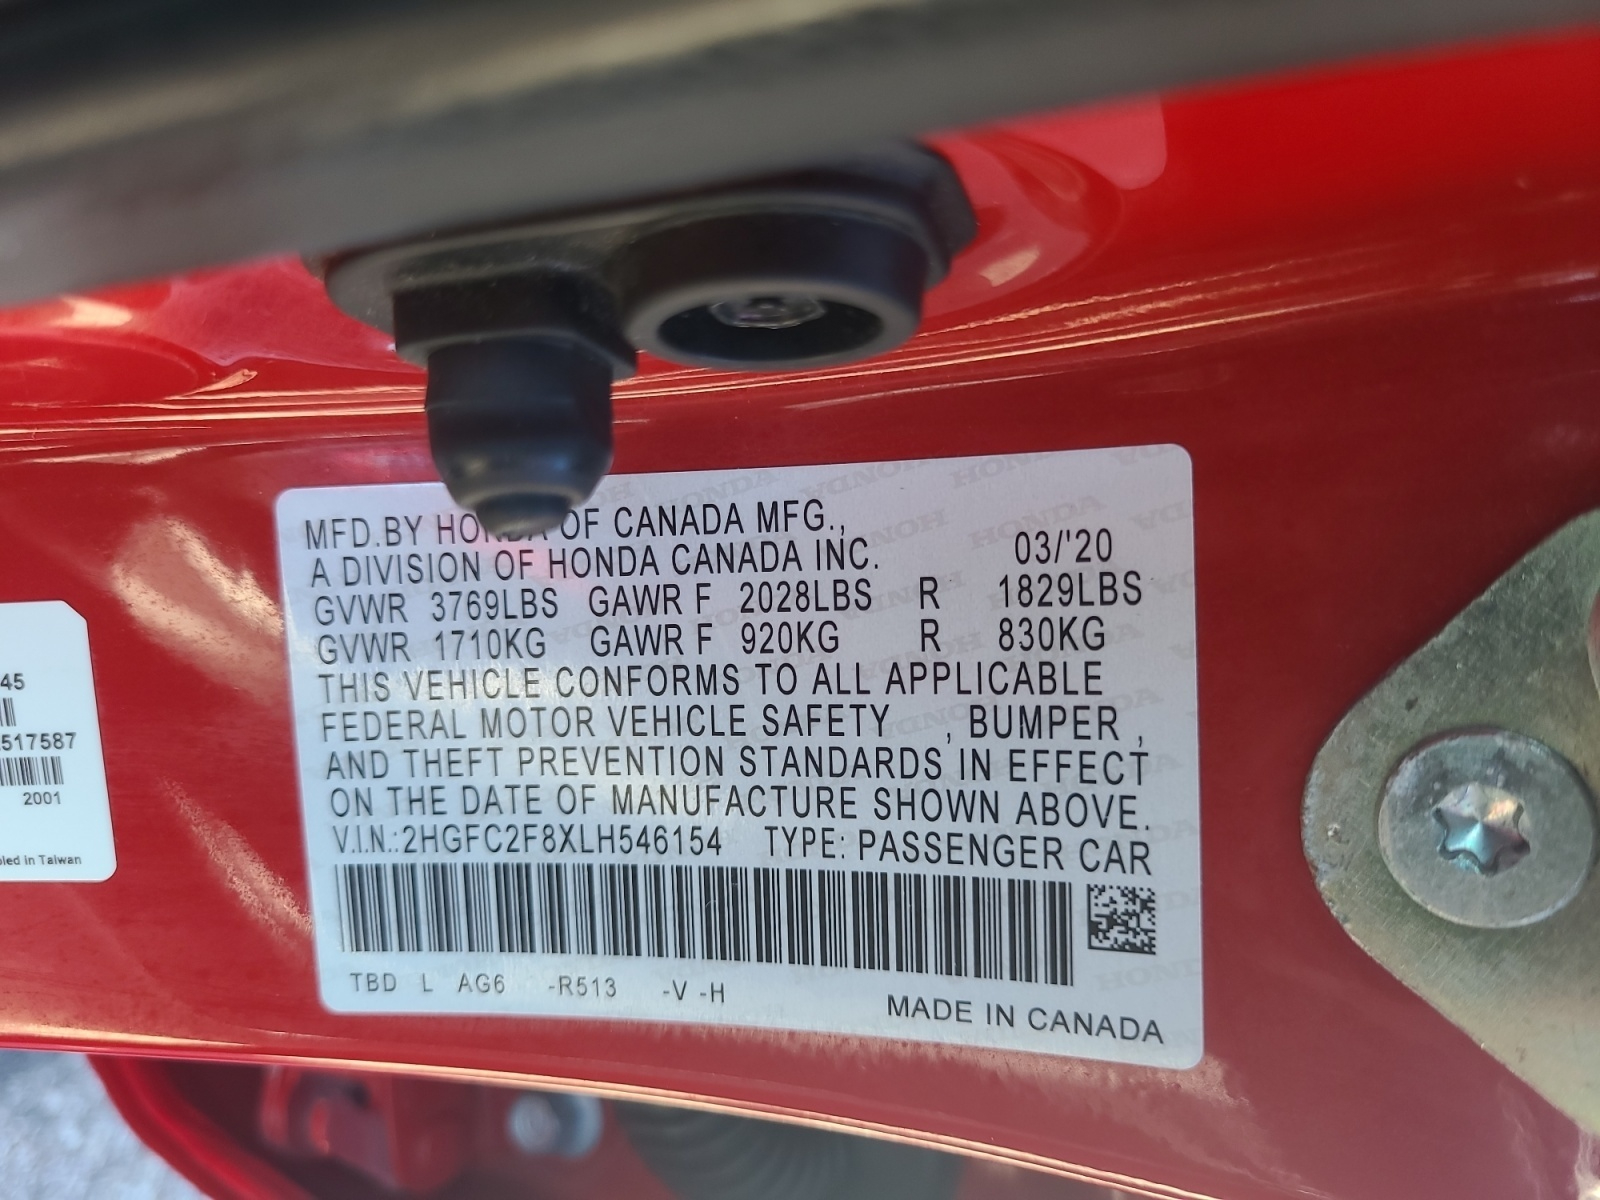 MFD.BY HONDA OF CANADA MFG.,
A DIVISION OF HONDA CANADA INC. 03/'20
GVWR 3769LBS GAWR F 2028LBS R 1829LBS
GVWR 1710KG GAWR F 920KG R 830KG
THIS VEHICLE CONFORMS TO ALL APPLICABLE
FEDERAL MOTOR VEHICLE SAFETY , BUMPER ,
AND THEFT PREVENTION STANDARDS IN EFFECT
ON THE DATE OF MANUFACTURE SHOWN ABOVE.
V.I.N.:2HGFC2F8XLH546154 TYPE: PASSENGER CAR
TBD L AG6 -R513 -V -H
MADE IN CANADA
45
517587
2001
in Taiwan